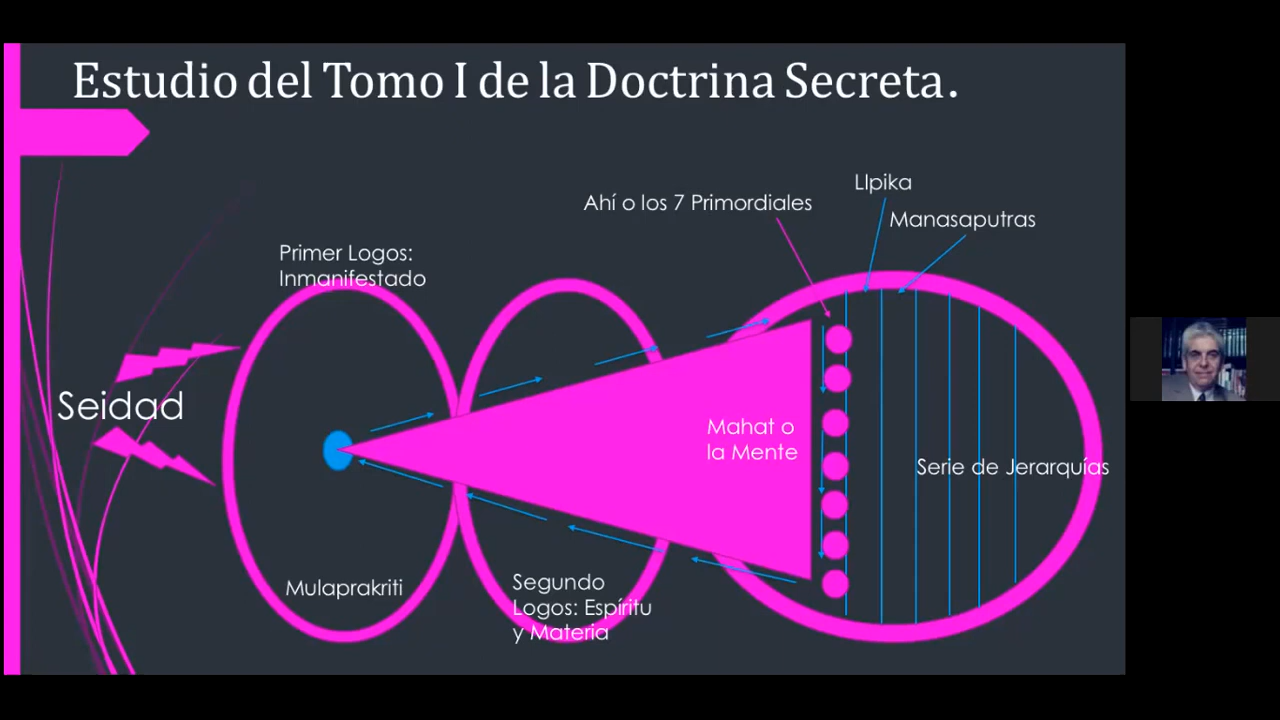 Estudio del Tomo I de la Doctrina Secreta.
LIpika
Ahí o los 7 Primordiales
Manasaputras
Primer Logos:
Inmanifestado
Seidad
Mahat o
la Mente
Serie de Jerarquías
Mulaprakriti
Segundo
Logos: Espíritu
y Materia